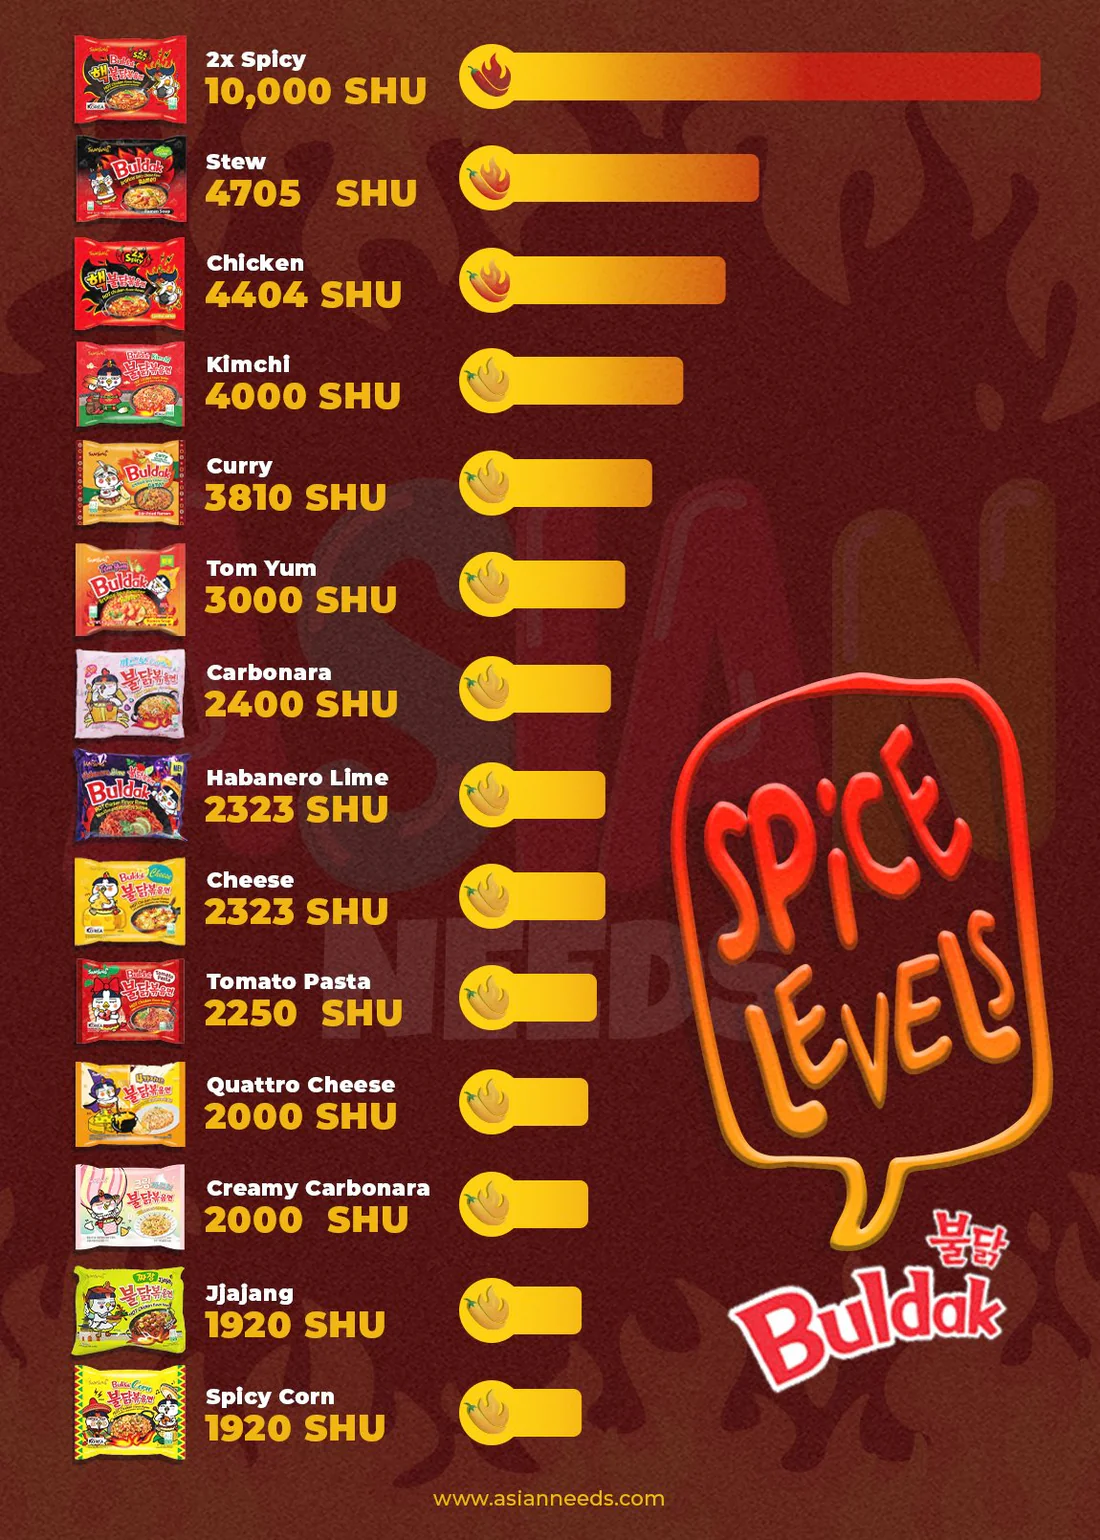 2x Spicy
10,000 SHU
Stew
4705 SHU
Chicken
4404 SHU
Kimchi
4000 SHU
Curry
3810 SHU
Tom Yum
3000 SHU
Carbonara
2400 SHU
Habanero Lime
2323 SHU
Cheese
2323 SHU
Tomato Pasta
2250 SHU
Quattro Cheese
2000 SHU
Creamy Carbonara
2000 SHU
Jjajang
1920 SHU
Spicy Corn
1920 SHU
ASIAN
NEEDS
SPiCE
LEVELS
불닭
Buldak
www.asianneeds.com